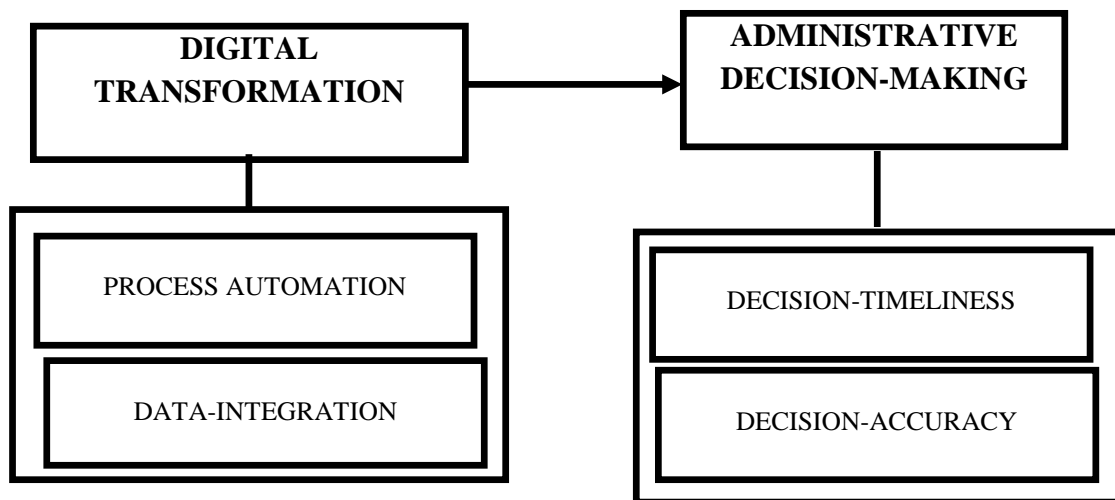 DIGITAL
TRANSFORMATION
ADMINISTRATIVE
DECISION-MAKING
PROCESS AUTOMATION
DATA-INTEGRATION
DECISION-TIMELINESS
DECISION-ACCURACY